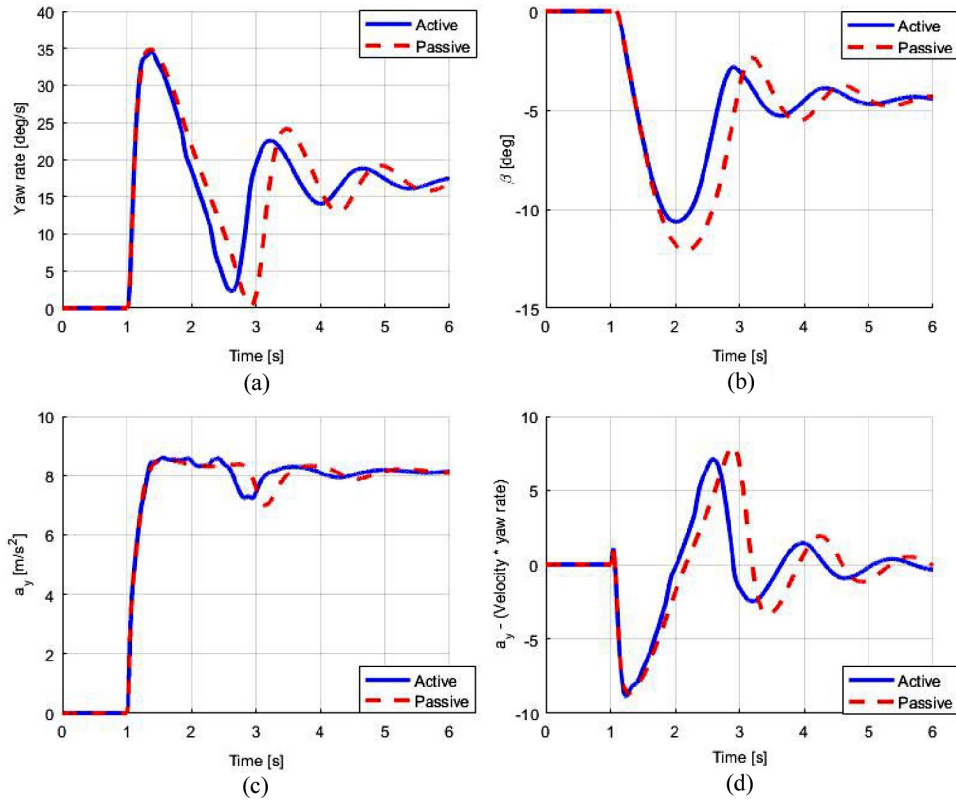 Active
Passive
Yaw rate [deg/s]
40
35
30
25
20
15
10
5
0
0 1 2 3 4 5 6
Time [s]
(a)
Active
Passive
β [deg]
0
-5
-10
-15
0 1 2 3 4 5 6
Time [s]
(b)
a_y [m/s²]
10
8
6
4
2
0
Active
Passive
0 1 2 3 4 5 6
Time [s]
(c)
a_y - (Velocity * yaw rate)
10
5
0
-5
-10
Active
Passive
0 1 2 3 4 5 6
Time [s]
(d)